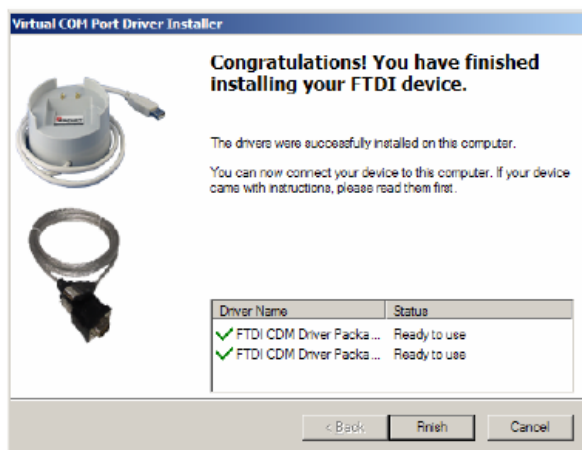 Virtual COM Port Driver Installer
Congratulations! You have finished
installing your FTDI device.
The drivers were successfully installed on this computer.
You can now connect your device to this computer. If your device
came with instructions, please read them first.
Driver Name Status
FTDI CDM Driver Packa... Ready to use
FTDI CDM Driver Packa... Ready to use
< Back Finish Cancel